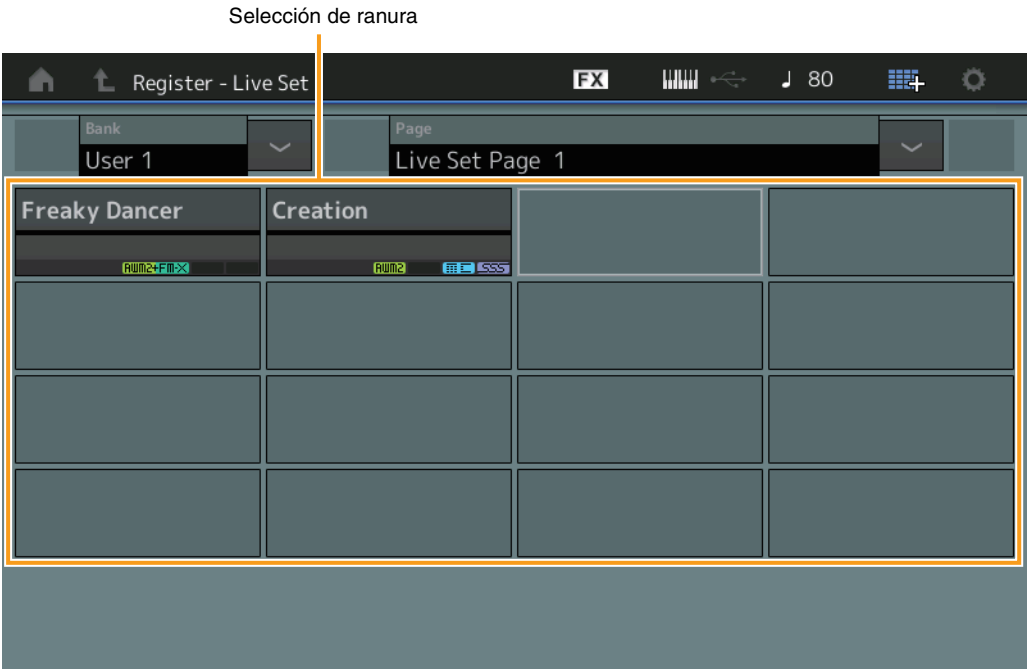 Selección de ranura
Register - Live Set
FX
80
Bank
User 1
Page
Live Set Page 1
Freaky Dancer
Creation
AWM2+FM-X
AWM2
SSS